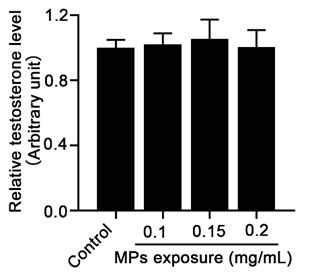 Relative testosterone level
(Arbitrary unit)
1.2
0.8
0.4
0.0
Control
0.1
0.15
0.2
MPs exposure (mg/mL)